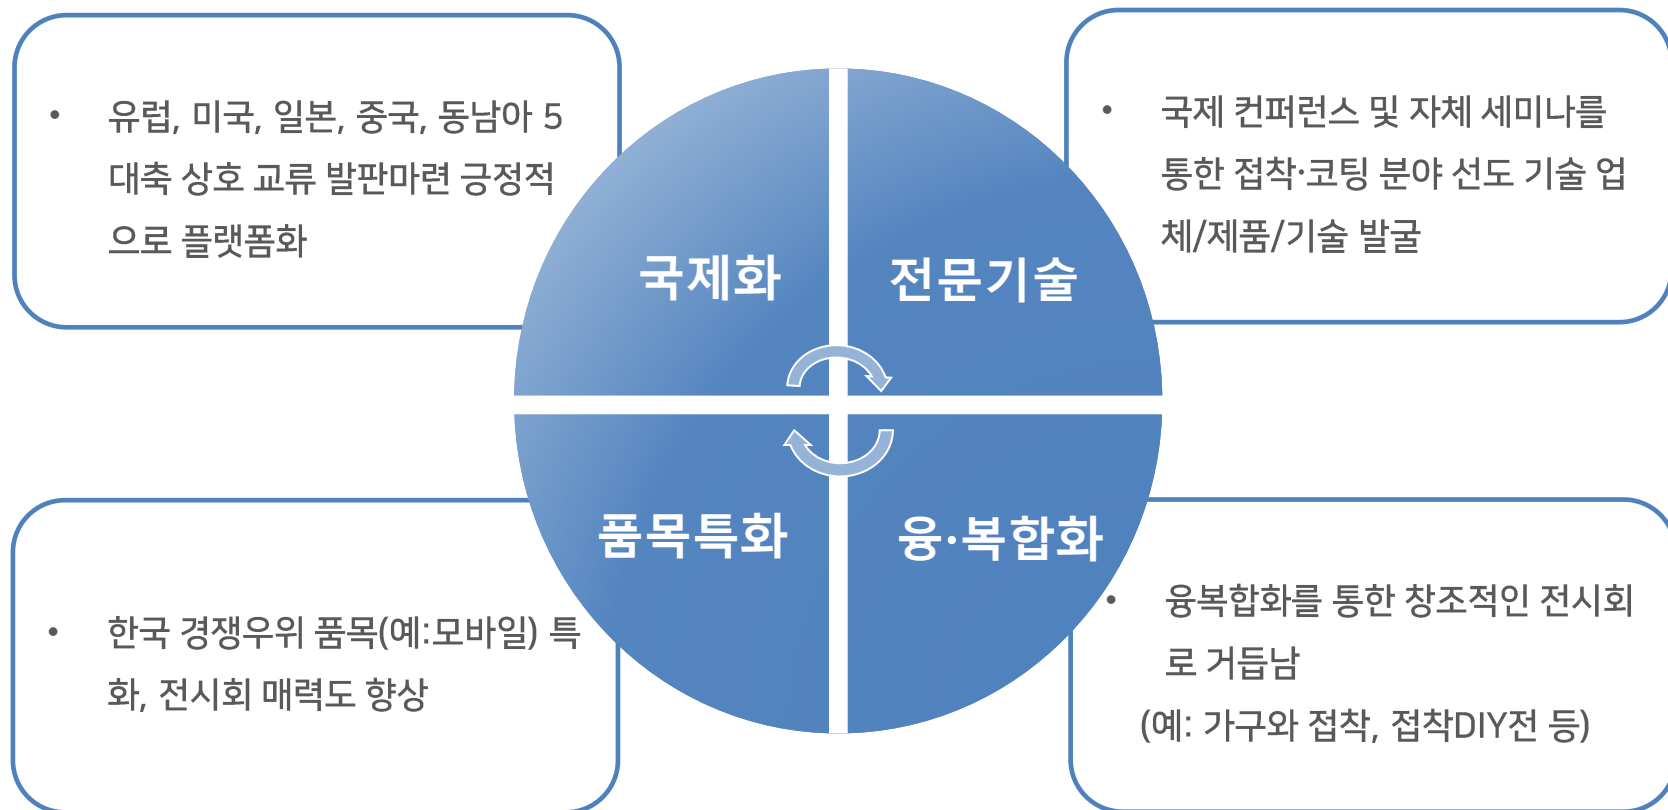 • 유럽, 미국, 일본, 중국, 동남아 5
대축 상호 교류 발판마련 긍정적
으로 플랫폼화
• 국제 컨퍼런스 및 자체 세미나를
통한 접착·코팅 분야 선도 기술 업
체/제품/기술 발굴
국제화
전문기술
품목특화
융·복합화
• 한국 경쟁우위 품목(예:모바일) 특
화, 전시회 매력도 향상
• 융복합화를 통한 창조적인 전시회
로 거듭남
(예: 가구와 접착, 접착DIY전 등)